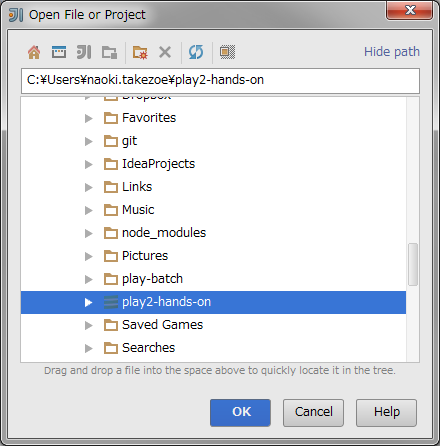 Open File or Project
Hide path
C:¥Users¥naoki.takezoe¥play2-hands-on
Dropbox
Favorites
git
IdeaProjects
Links
Music
node_modules
Pictures
play-batch
play2-hands-on
Saved Games
Searches
Drag and drop a file into the space above to quickly locate it in the tree.
OK
Cancel
Help